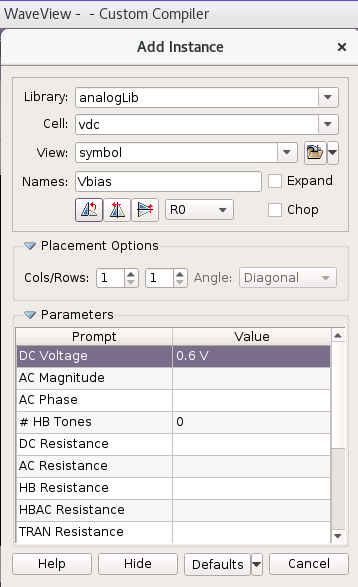 WaveView - - Custom Compiler
Add Instance
Library: analogLib
Cell: vdc
View: symbol
Names: Vbias Expand
R0 Chop
Placement Options
Cols/Rows: 1 1 Angle: Diagonal
Parameters
Prompt Value
DC Voltage 0.6 V
AC Magnitude
AC Phase
# HB Tones 0
DC Resistance
AC Resistance
HB Resistance
HBAC Resistance
TRAN Resistance
Help Hide Defaults Cancel